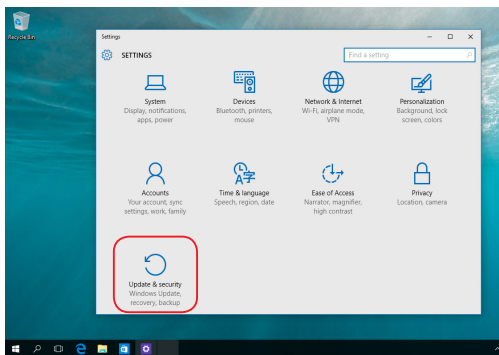 Recycle Bin
Settings
SETTINGS
Find a setting
System
Display, notifications,
apps, power
Devices
Bluetooth, printers,
mouse
Network & Internet
Wi-Fi, airplane mode,
VPN
Personalization
Background, lock
screen, colors
Accounts
Your account, sync
settings, work, family
Time & language
Speech, region, date
Ease of Access
Narrator, magnifier,
high contrast
Privacy
Location, camera
Update & security
Windows Update,
recovery, backup